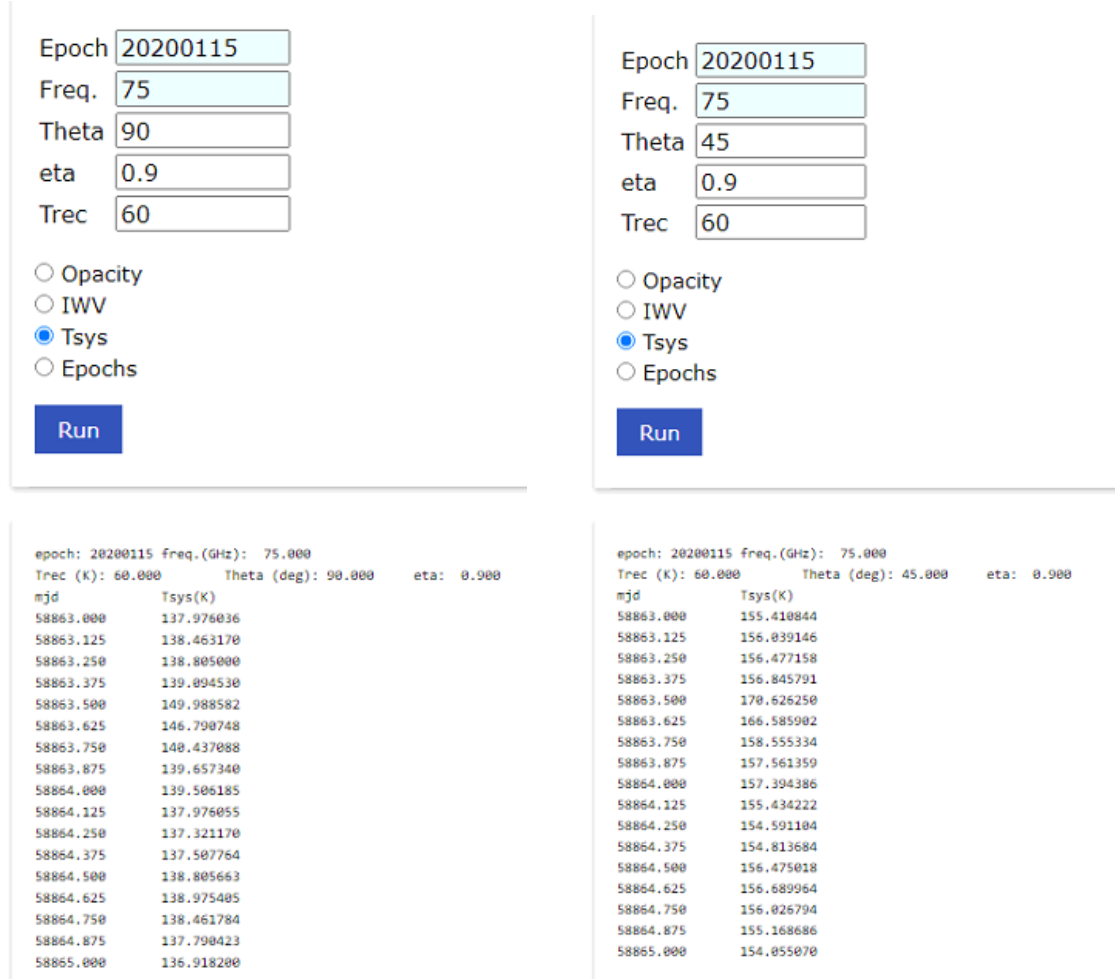 Epoch 20200115
Freq. 75
Theta 90
eta 0.9
Trec 60
Opacity
IWV
Tsys
Epochs
Run
epoch: 20200115 freq.(GHz): 75.000
Trec (K): 60.000 Theta (deg): 90.000 eta: 0.900
mjd Tsys(K)
58863.000 137.976036
58863.125 138.463170
58863.250 138.805000
58863.375 139.094530
58863.500 149.988582
58863.625 146.790748
58863.750 140.437088
58863.875 139.657340
58864.000 139.506185
58864.125 137.976055
58864.250 137.321170
58864.375 137.507764
58864.500 138.805663
58864.625 138.975405
58864.750 138.461784
58864.875 137.790423
58865.000 136.918200
Epoch 20200115
Freq. 75
Theta 45
eta 0.9
Trec 60
Opacity
IWV
Tsys
Epochs
Run
epoch: 20200115 freq.(GHz): 75.000
Trec (K): 60.000 Theta (deg): 45.000 eta: 0.900
mjd Tsys(K)
58863.000 155.410844
58863.125 156.039146
58863.250 156.477158
58863.375 156.845791
58863.500 170.626250
58863.625 166.585902
58863.750 158.555334
58863.875 157.561359
58864.000 157.394386
58864.125 155.434222
58864.250 154.591104
58864.375 154.813684
58864.500 156.475018
58864.625 156.689964
58864.750 156.026794
58864.875 155.168686
58865.000 154.055070